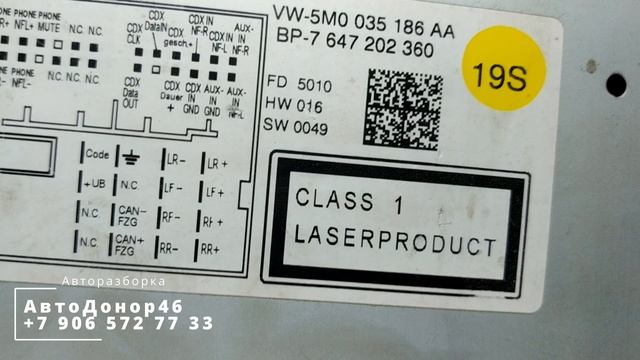 VW-5M0 035 186 AA
BP-7 647 202 360
19S
FD 5010
HW 016
SW 0049
CLASS 1
LASERPRODUCT
PHONE PHONE PHONE
R+ NFL+ MUTE N.C. N.C.
PHONE PHONE
NFL- N.C. N.C. N.C.
CDX CLK
CDX DataIN
CDX gesch.+
CDX IN NF-R
CDX IN NF-L
AUX- IN NF-R
CDX Data OUT
CDX Dauer +
CDX IN GND
AUX- IN GND
AUX- IN NF-L
Code LR- LR+
+UB N.C. LF- LF+
N.C. CAN- FZG RF- RF+
N.C. CAN+ FZG RR- RR+
Авторазборка
АвтоДонор46
+7 906 572 77 33